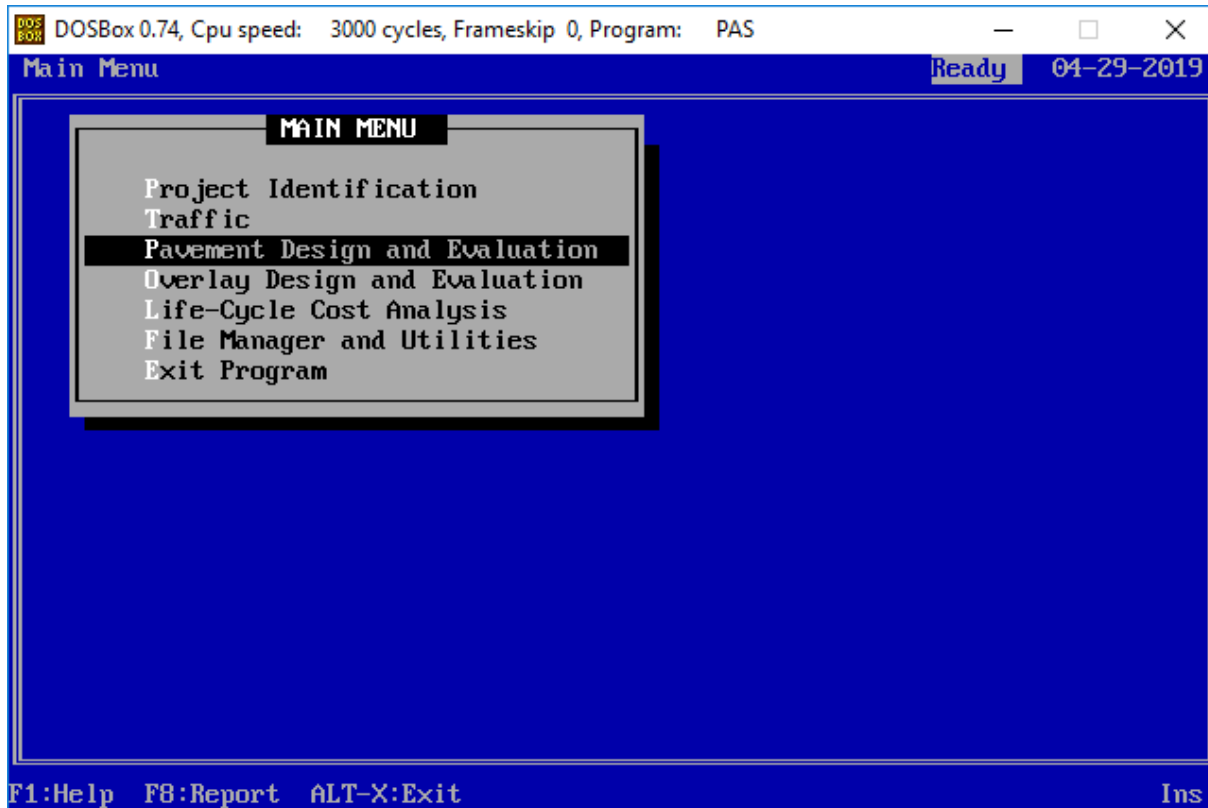 DOS BOX DOSBox 0.74, Cpu speed: 3000 cycles, Frameskip 0, Program: PAS
Main Menu Ready 04-29-2019
MAIN MENU
Project Identification
Traffic
Pavement Design and Evaluation
Overlay Design and Evaluation
Life-Cycle Cost Analysis
File Manager and Utilities
Exit Program
F1:Help F8:Report ALT-X:Exit Ins